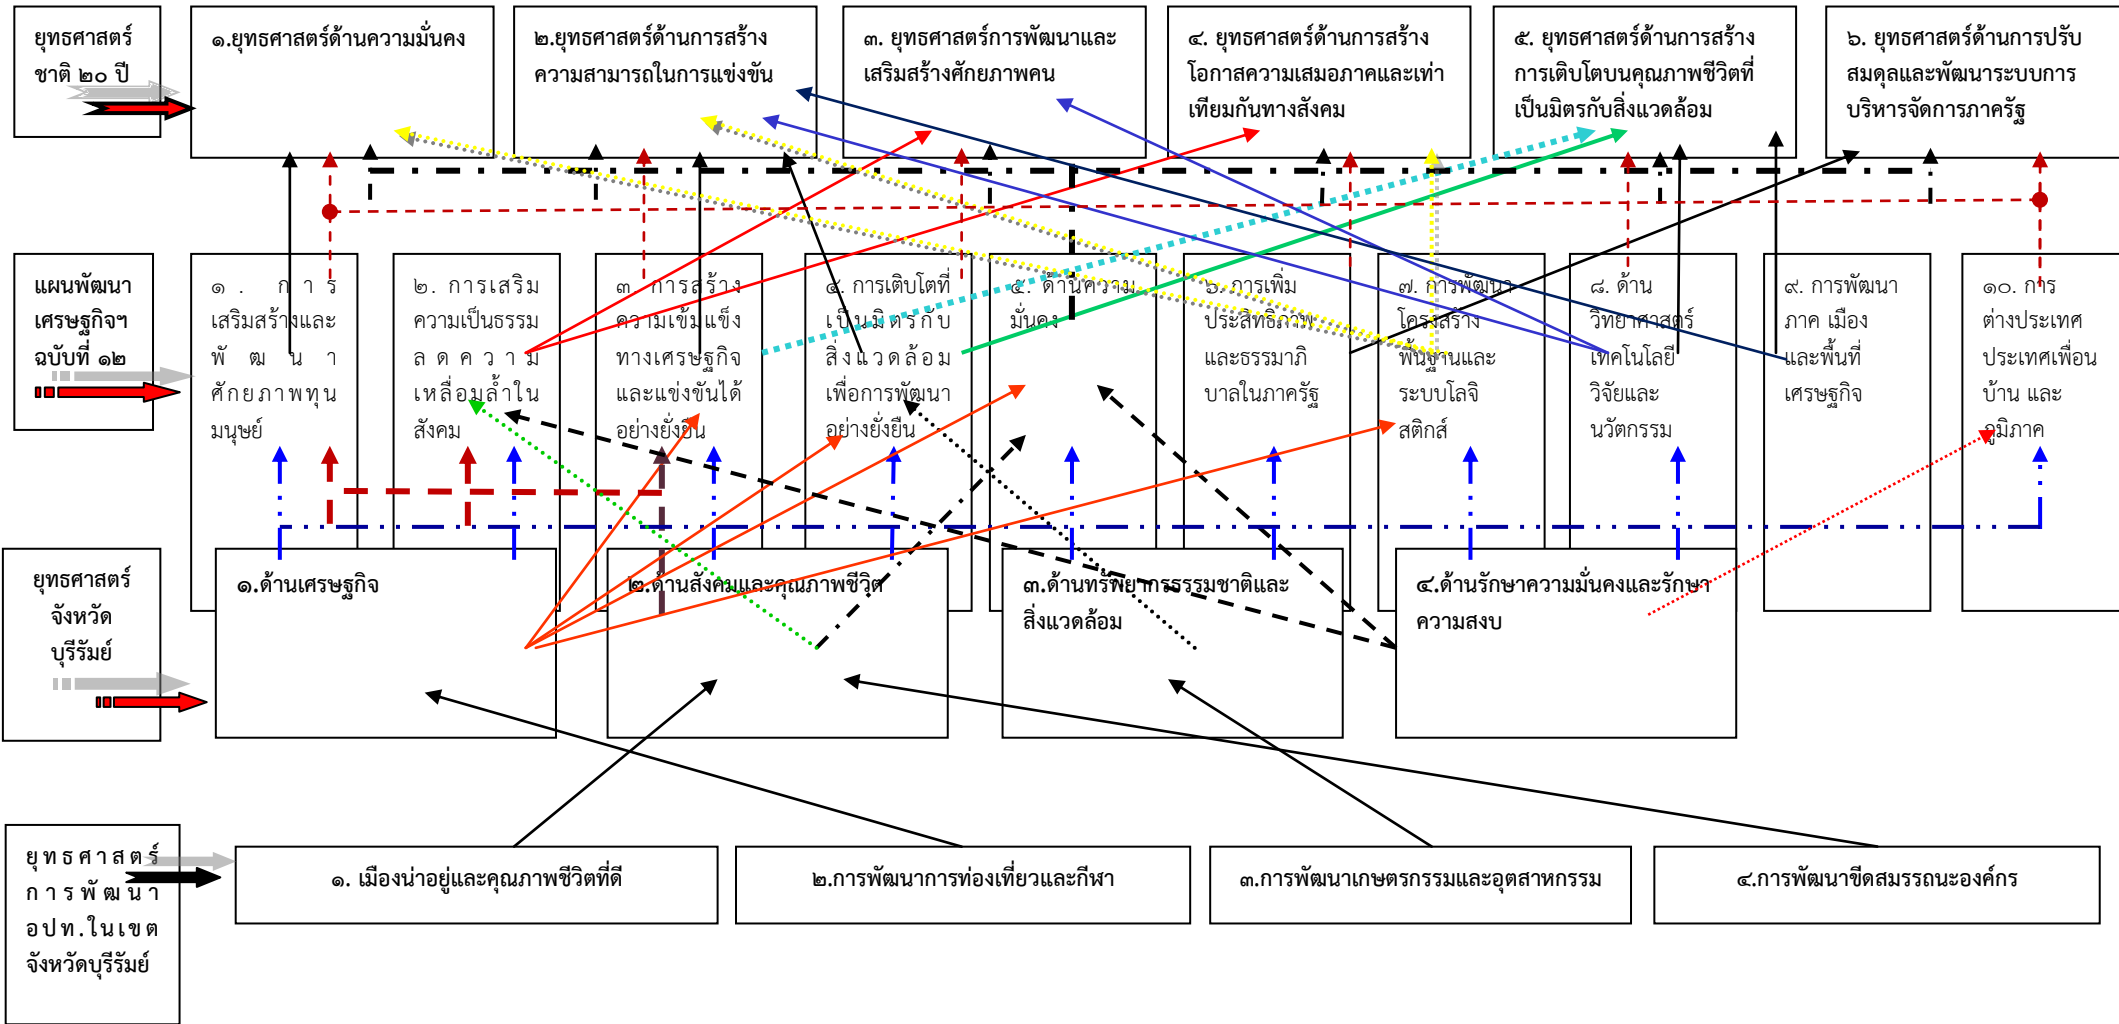 ยุทธศาสตร์
ชาติ ๒๐ ปี
๑.ยุทธศาสตร์ด้านความมั่นคง
๒.ยุทธศาสตร์ด้านการสร้าง
ความสามารถในการแข่งขัน
๓. ยุทธศาสตร์การพัฒนาและ
เสริมสร้างศักยภาพคน
๔. ยุทธศาสตร์ด้านการสร้าง
โอกาสความเสมอภาคและเท่า
เทียมกันทางสังคม
๕. ยุทธศาสตร์ด้านการสร้าง
การเติบโตบนคุณภาพชีวิตที่
เป็นมิตรกับสิ่งแวดล้อม
๖. ยุทธศาสตร์ด้านการปรับ
สมดุลและพัฒนาระบบการ
บริหารจัดการภาครัฐ
แผนพัฒนา
เศรษฐกิจฯ
ฉบับที่ ๑๒
๑. การ
เสริมสร้างและ
พัฒนา
ศักยภาพทุน
มนุษย์
๒. การเสริม
ความเป็นธรรม
ลดความ
เหลื่อมล้ำใน
สังคม
๓ การสร้าง
ความเข้มแข็ง
ทางเศรษฐกิจ
และแข่งขันได้
อย่างยั่งยืน
๔. การเติบโตที่
เป็นมิตรกับ
สิ่งแวดล้อม
เพื่อการพัฒนา
อย่างยั่งยืน
๕. ด้านความ
มั่นคง
๖. การเพิ่ม
ประสิทธิภาพ
และธรรมาภิ
บาลในภาครัฐ
๗. การพัฒนา
โครงสร้าง
พื้นฐานและ
ระบบโลจิ
สติกส์
๘. ด้าน
วิทยาศาสตร์
เทคโนโลยี
วิจัยและ
นวัตกรรม
๙. การพัฒนา
ภาค เมือง
และพื้นที่
เศรษฐกิจ
๑๐. การ
ต่างประเทศ
ประเทศเพื่อน
บ้าน และ
ภูมิภาค
ยุทธศาสตร์
จังหวัด
บุรีรัมย์
๑.ด้านเศรษฐกิจ
๒.ด้านสังคมและคุณภาพชีวิต
๓.ด้านทรัพยากรธรรมชาติและ
สิ่งแวดล้อม
๔.ด้านรักษาความมั่นคงและรักษา
ความสงบ
ยุทธศาสตร์
การพัฒนา
อปท.ในเขต
จังหวัดบุรีรัมย์
๑. เมืองน่าอยู่และคุณภาพชีวิตที่ดี
๒.การพัฒนาการท่องเที่ยวและกีฬา
๓.การพัฒนาเกษตรกรรมและอุตสาหกรรม
๔.การพัฒนาขีดสมรรถนะองค์กร